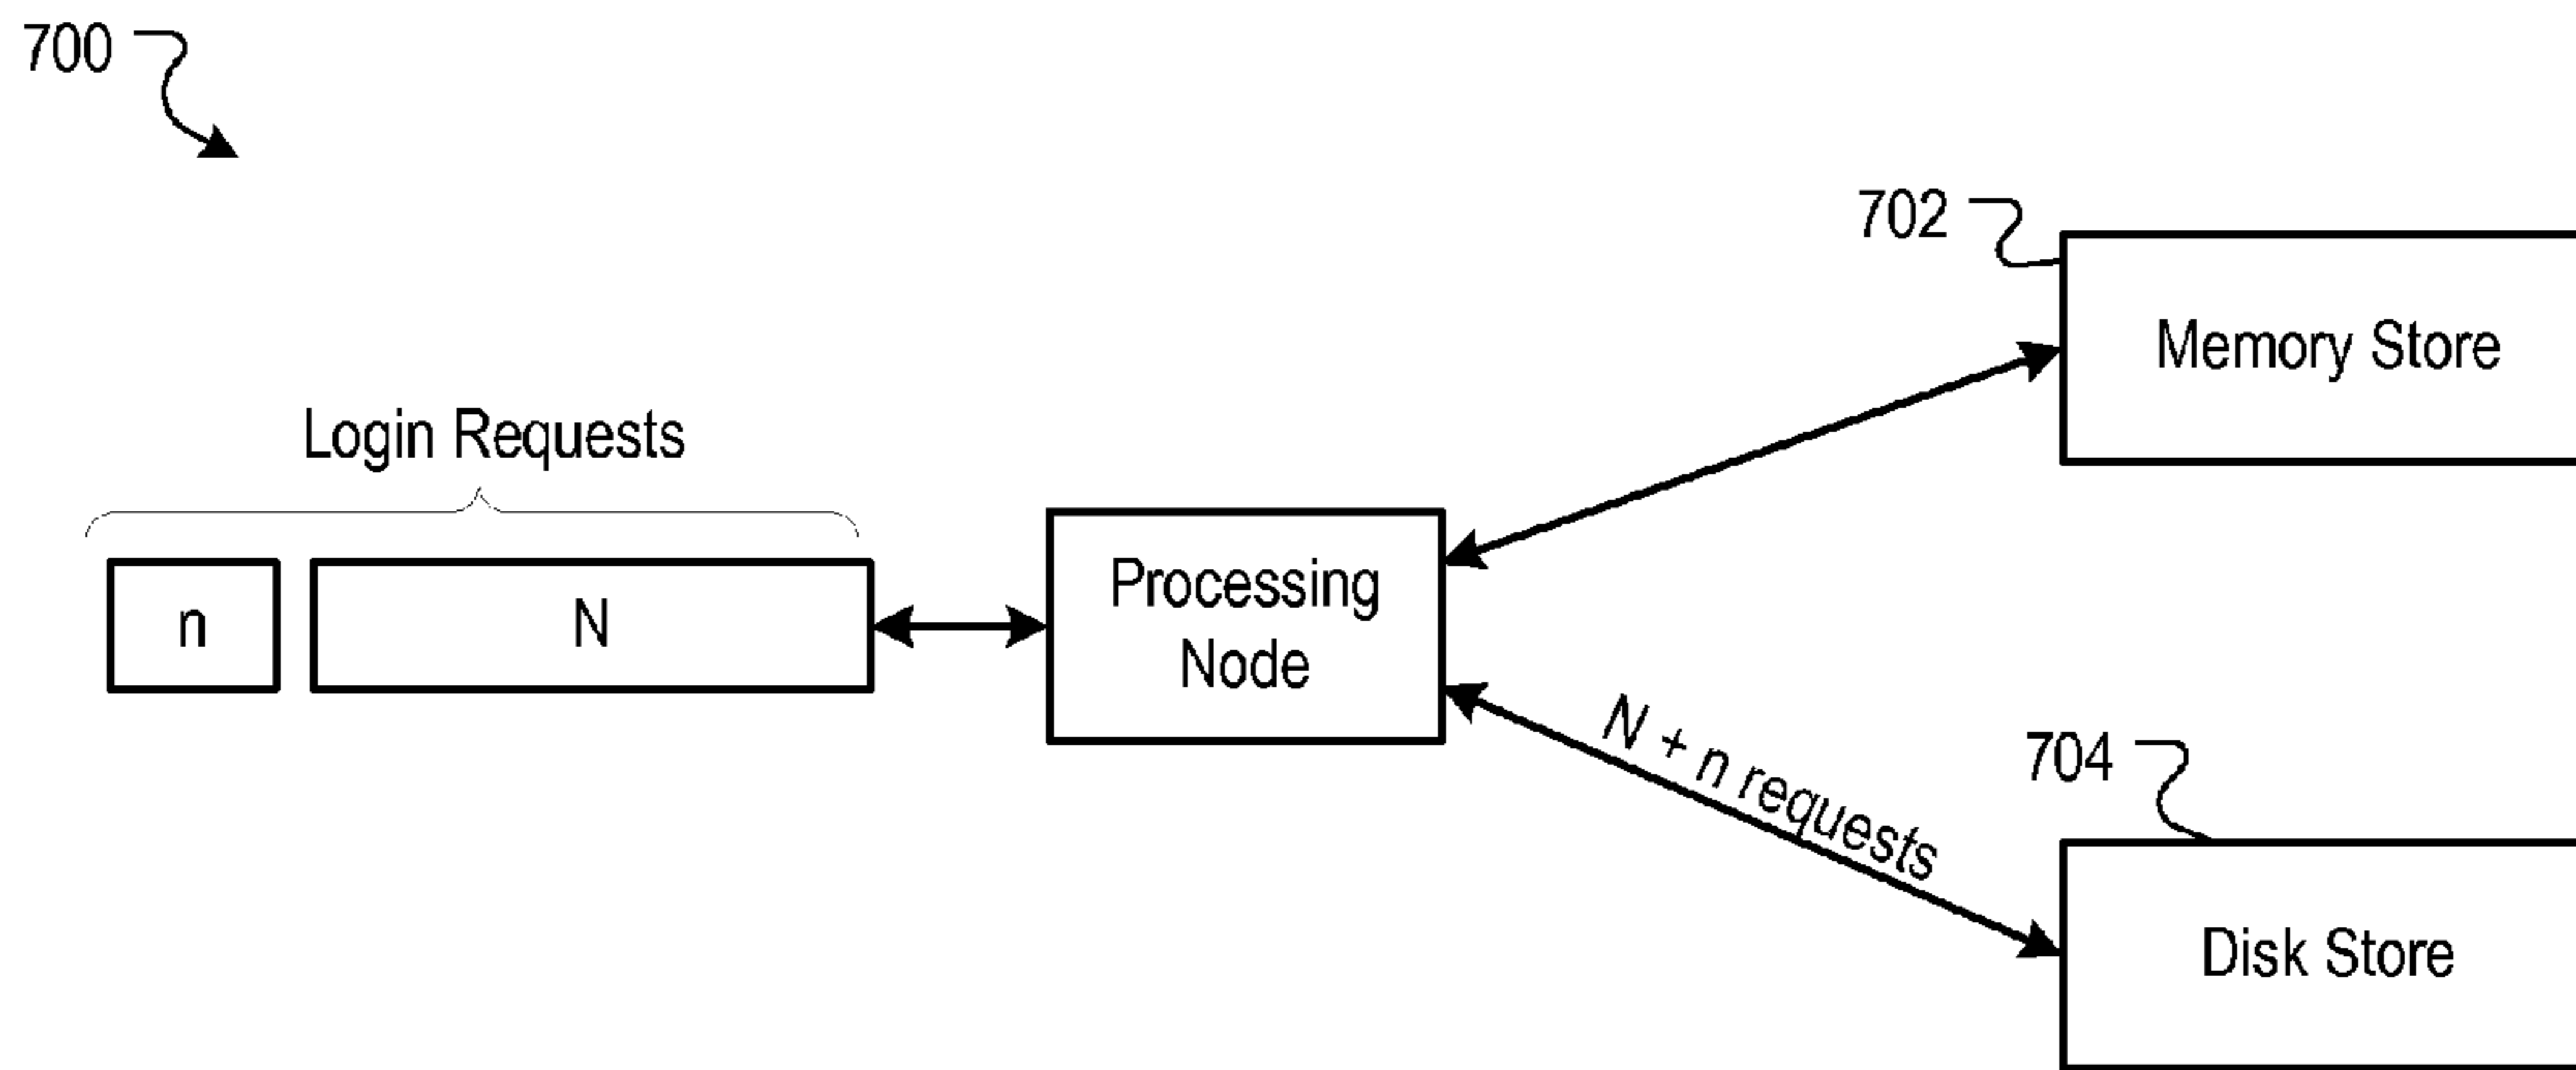 700
702
Memory Store
Login Requests
n
N
Processing
Node
N + n requests
704
Disk Store